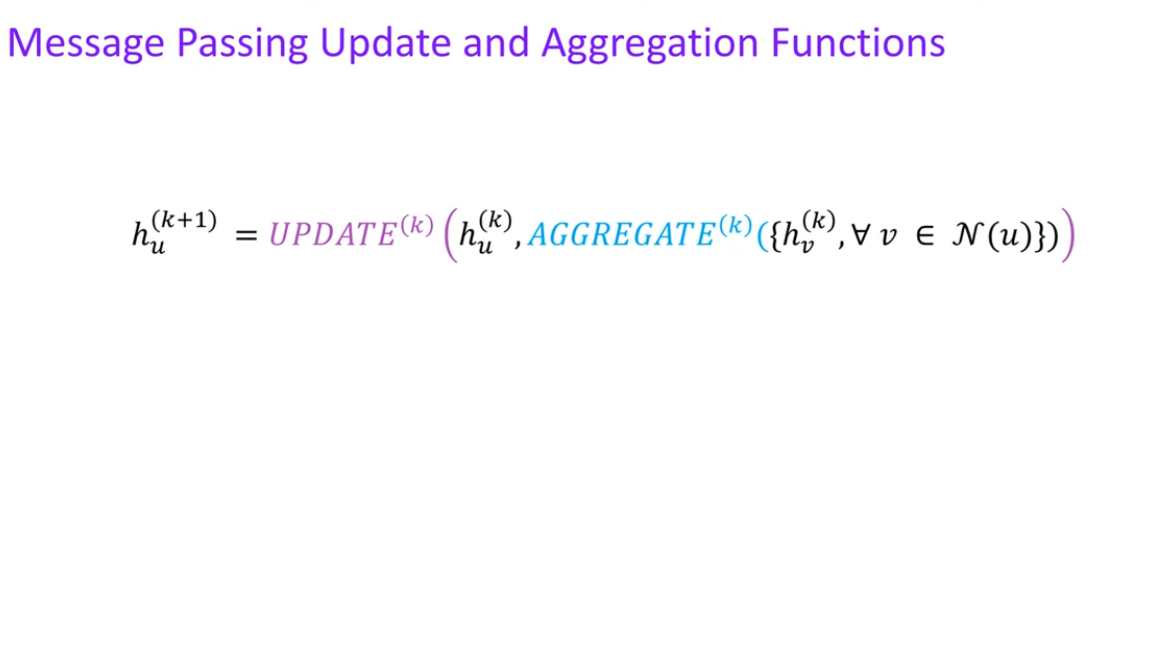 Message Passing Update and Aggregation Functions
h_u^{(k+1)} = UPDATE^{(k)}(h_u^{(k)}, AGGREGATE^{(k)}({h_v^{(k)}, ∀ v ∈ 𝒩(u)}))